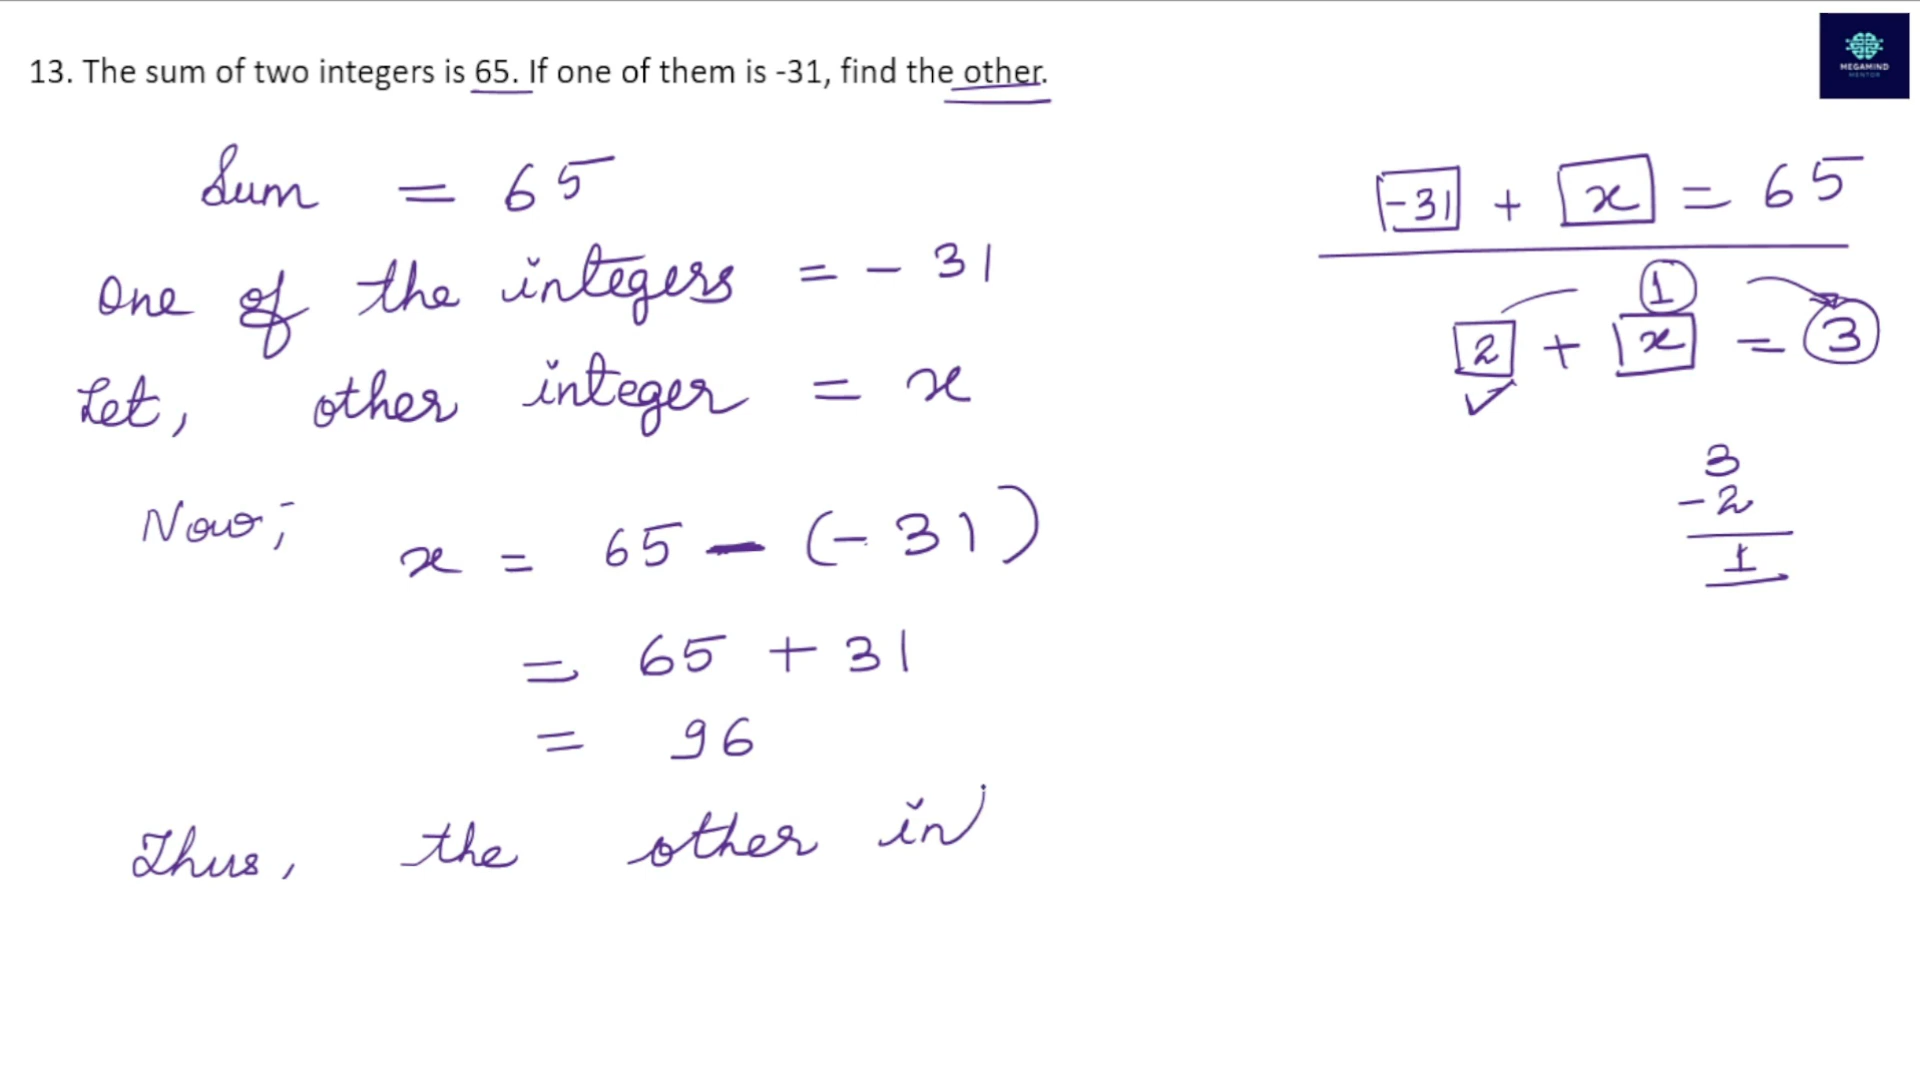 13. The sum of two integers is 65. If one of them is -31, find the other.
MEGAMIND
MENTOR
Sum = 65
One of the integers = - 31
Let, other integer = x
Now; x = 65 - (- 31)
= 65 + 31
= 96
Thus, the other in
-31 + x = 65
1
2 + x = 3
3
- 2
1